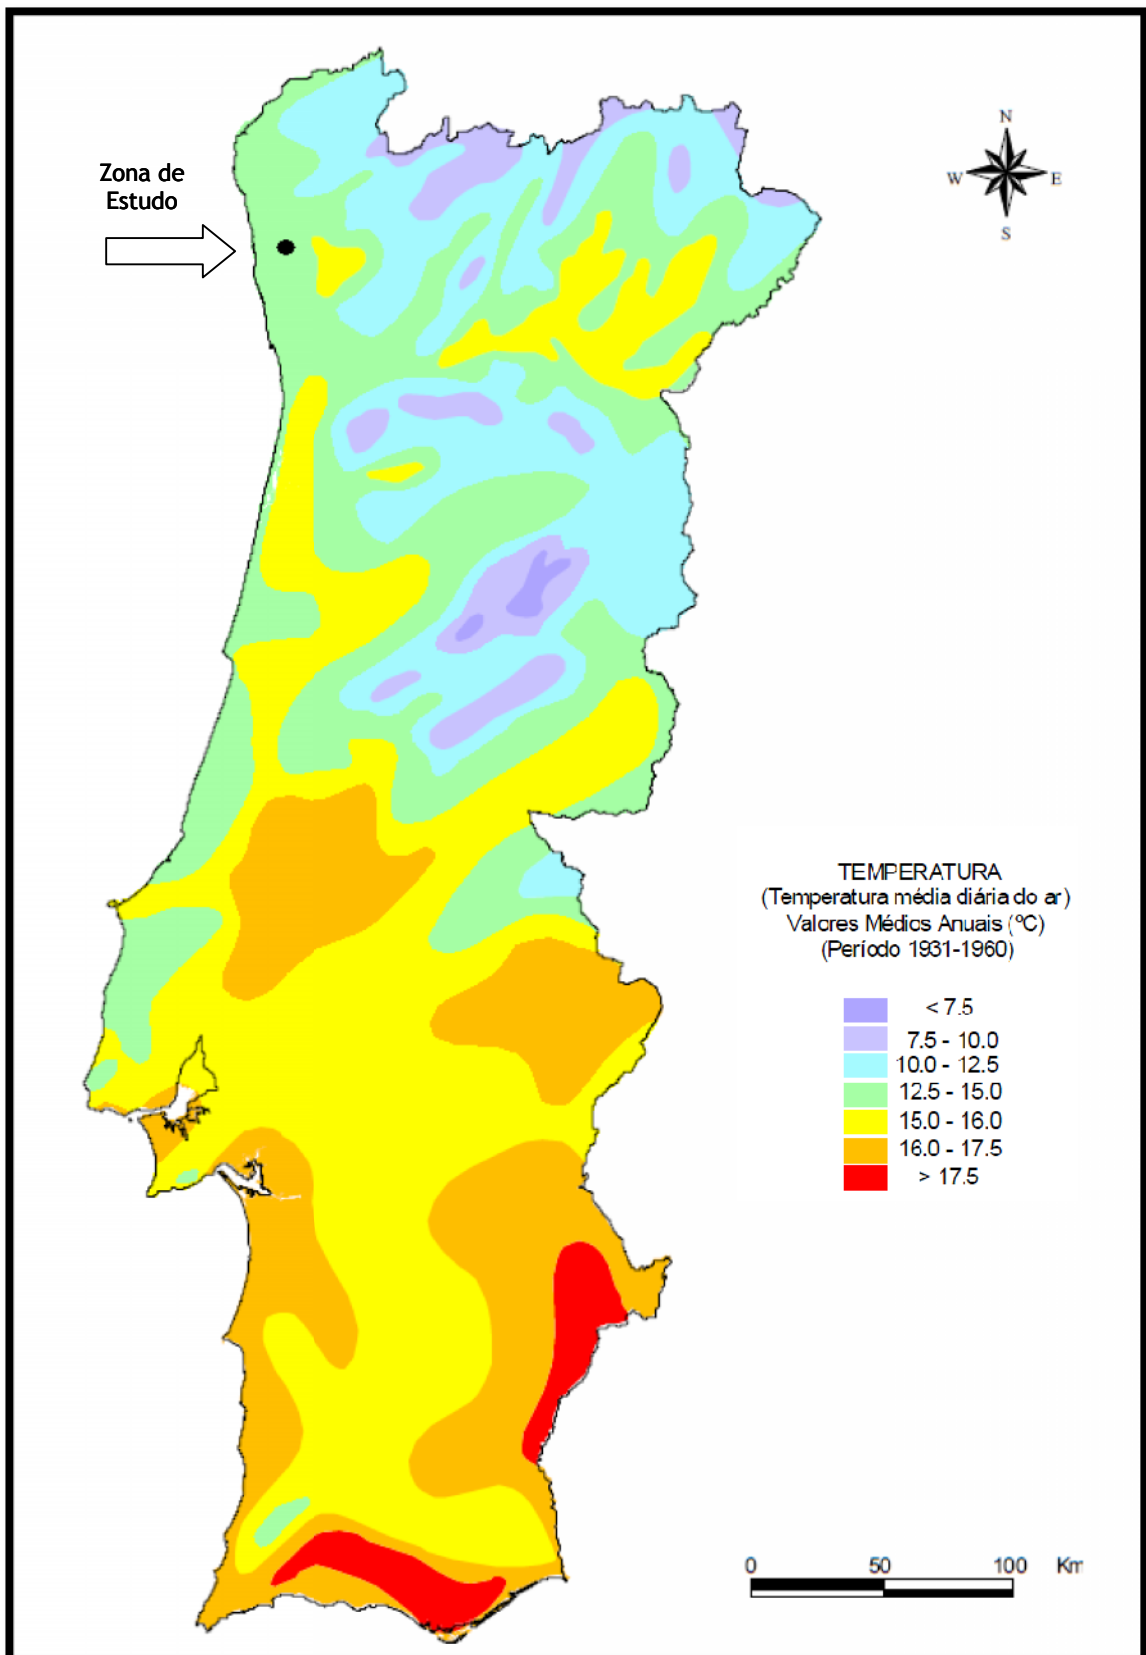 N
W
E
S
Zona de
Estudo
TEMPERATURA
(Temperatura média diária do ar)
Valores Médios Anuais (ºC)
(Período 1931-1960)
< 7.5
7.5 - 10.0
10.0 - 12.5
12.5 - 15.0
15.0 - 16.0
16.0 - 17.5
> 17.5
0 50 100 Km